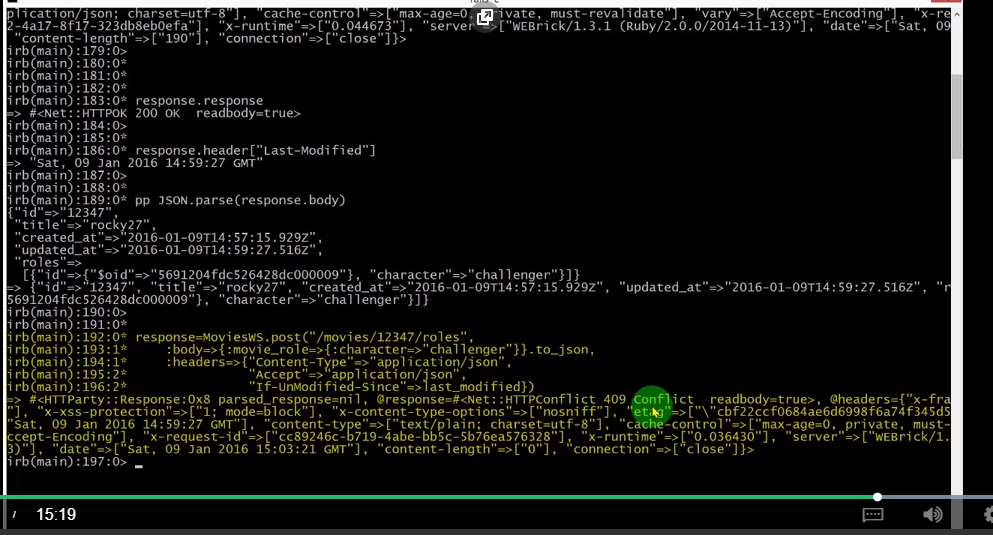 plication/json; charset=utf-8"], "cache-control"=>["max-age=0, private, must-revalidate"], "vary"=>["Accept-Encoding"], "x-re
2-4a17-8f17-323db8eb0efa"], "x-runtime"=>["0.044673"], "server"=>["WEBrick/1.3.1 (Ruby/2.0.0/2014-11-13)"], "date"=>["Sat, 09
"content-length"=>["190"], "connection"=>["close"]}>
irb(main):179:0>
irb(main):180:0*
irb(main):181:0*
irb(main):182:0*
irb(main):183:0* response.response
=> #<Net::HTTPOK 200 OK  readbody=true>
irb(main):184:0>
irb(main):185:0*
irb(main):186:0* response.header["Last-Modified"]
=> "Sat, 09 Jan 2016 14:59:27 GMT"
irb(main):187:0>
irb(main):188:0*
irb(main):189:0* pp JSON.parse(response.body)
{"id"=>"12347",
 "title"=>"rocky27",
 "created_at"=>"2016-01-09T14:57:15.929Z",
 "updated_at"=>"2016-01-09T14:59:27.516Z",
 "roles"=>
  [{"id"=>{"$oid"=>"5691204fdc526428dc000009"}, "character"=>"challenger"}]}
=> {"id"=>"12347", "title"=>"rocky27", "created_at"=>"2016-01-09T14:57:15.929Z", "updated_at"=>"2016-01-09T14:59:27.516Z", "r
5691204fdc526428dc000009"}, "character"=>"challenger"}]}
irb(main):190:0>
irb(main):191:0*
irb(main):192:0* response=MoviesWS.post("/movies/12347/roles",
irb(main):193:1*     :body=>{:movie_role=>{:character=>"challenger"}}.to_json,
irb(main):194:1*     :headers=>{"Content-Type"=>"application/json",
irb(main):195:2*                "Accept"=>"application/json",
irb(main):196:2*                "If-UnModified-Since"=>last_modified})
=> #<HTTParty::Response:0x8 parsed_response=nil, @response=#<Net::HTTPConflict 409 Conflict  readbody=true>, @headers={"x-fra
"], "x-xss-protection"=>["1; mode=block"], "x-content-type-options"=>["nosniff"], "etag"=>["\"cbf22ccf0684ae6d6998f6a74f345d5
"Sat, 09 Jan 2016 14:59:27 GMT"], "content-type"=>["text/plain; charset=utf-8"], "cache-control"=>["max-age=0, private, must-
ccept-Encoding"], "x-request-id"=>["cc89246c-b719-4abe-bb5c-5b76ea576328"], "x-runtime"=>["0.036430"], "server"=>["WEBrick/1.
3)"], "date"=>["Sat, 09 Jan 2016 15:03:21 GMT"], "content-length"=>["0"], "connection"=>["close"]}>
irb(main):197:0> _
15:19